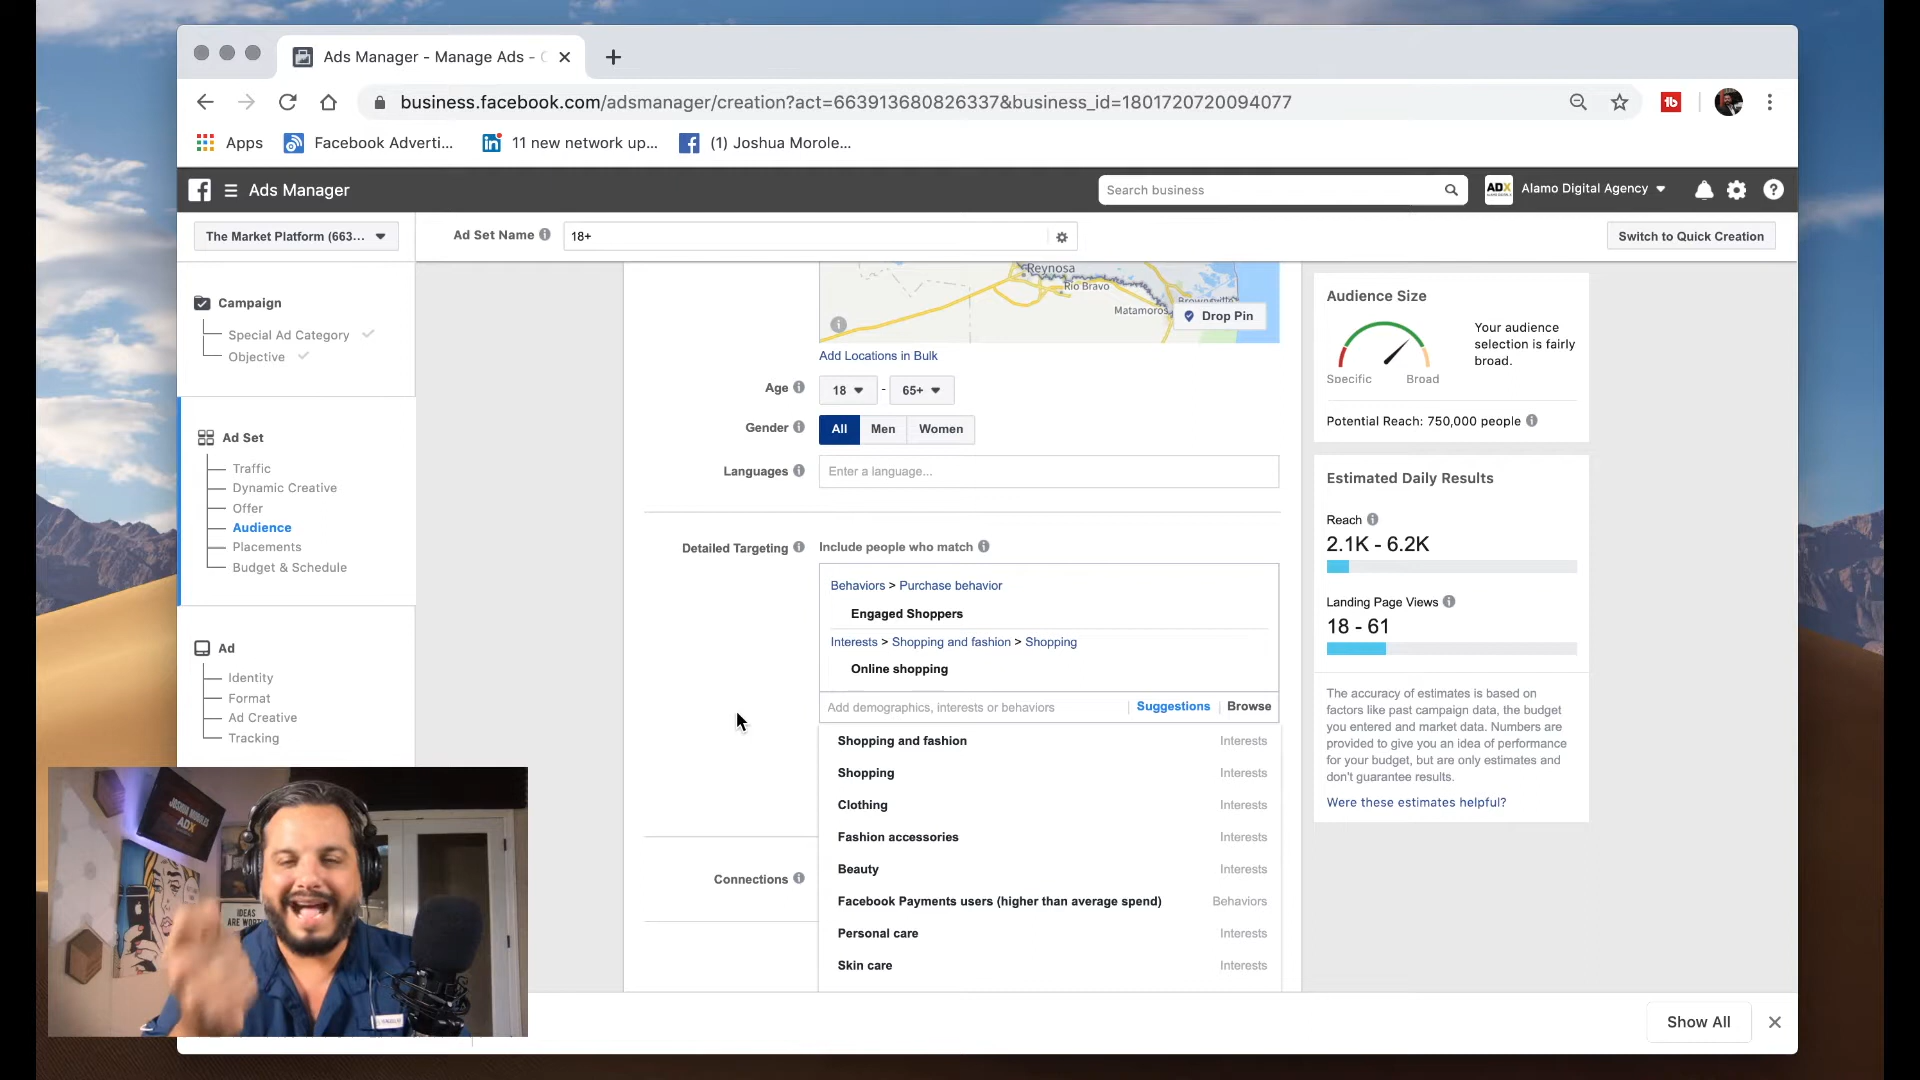 Ads Manager - Manage Ads -
business.facebook.com/adsmanager/creation?act=663913680826337&business_id=1801720720094077
Apps
Facebook Adverti...
11 new network up...
(1) Joshua Morole...
Ads Manager
Search business
ADX
Alamo Digital Agency
The Market Platform (663...
Ad Set Name
18+
Switch to Quick Creation
Campaign
Special Ad Category
Objective
Ad Set
Traffic
Dynamic Creative
Offer
Audience
Placements
Budget & Schedule
Ad
Identity
Format
Ad Creative
Tracking
Reynosa
Rio Bravo
Matamoros
Brownsville
Drop Pin
Add Locations in Bulk
Age
18
-
65+
Gender
All
Men
Women
Languages
Enter a language...
Detailed Targeting
Include people who match
Behaviors > Purchase behavior
Engaged Shoppers
Interests > Shopping and fashion > Shopping
Online shopping
Add demographics, interests or behaviors
Suggestions
Browse
Shopping and fashion Interests
Shopping Interests
Clothing Interests
Fashion accessories Interests
Beauty Interests
Facebook Payments users (higher than average spend) Behaviors
Personal care Interests
Skin care Interests
Connections
Audience Size
Specific
Broad
Your audience
selection is fairly
broad.
Potential Reach: 750,000 people
Estimated Daily Results
Reach
2.1K - 6.2K
Landing Page Views
18 - 61
The accuracy of estimates is based on
factors like past campaign data, the budget
you entered and market data. Numbers are
provided to give you an idea of performance
for your budget, but are only estimates and
don't guarantee results.
Were these estimates helpful?
JOSHUA MOROLES
ADX
IDEAS
ARE WORT
Show All